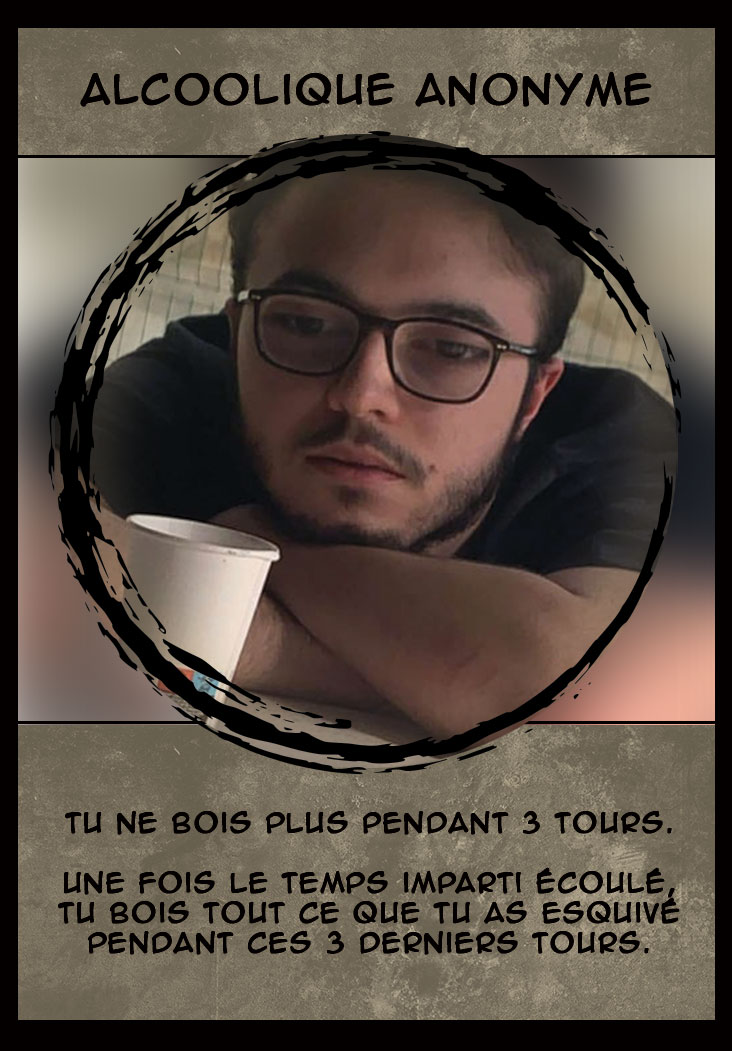 ALCOOLIQUE ANONYME
TU NE BOIS PLUS PENDANT 3 TOURS.
UNE FOIS LE TEMPS IMPARTI ÉCOULÉ,
TU BOIS TOUT CE QUE TU AS ESQUIVÉ
PENDANT CES 3 DERNIERS TOURS.